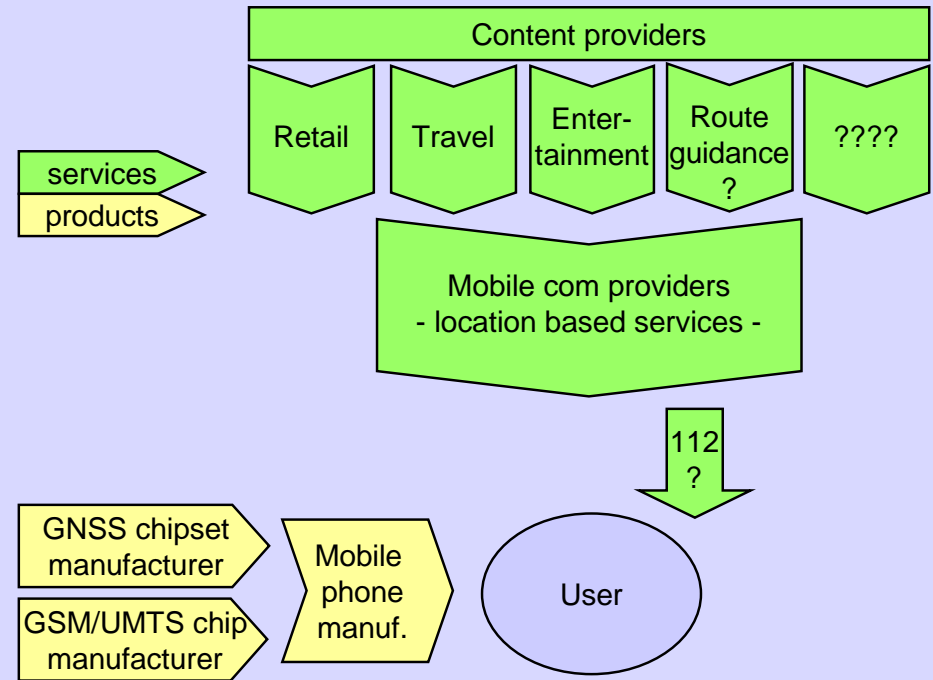 Content providers
Retail
Travel
Enter-
tainment
Route
guidance
?
????
services
products
Mobile com providers
- location based services -
112
?
GNSS chipset
manufacturer
Mobile
phone
manuf.
User
GSM/UMTS chip
manufacturer